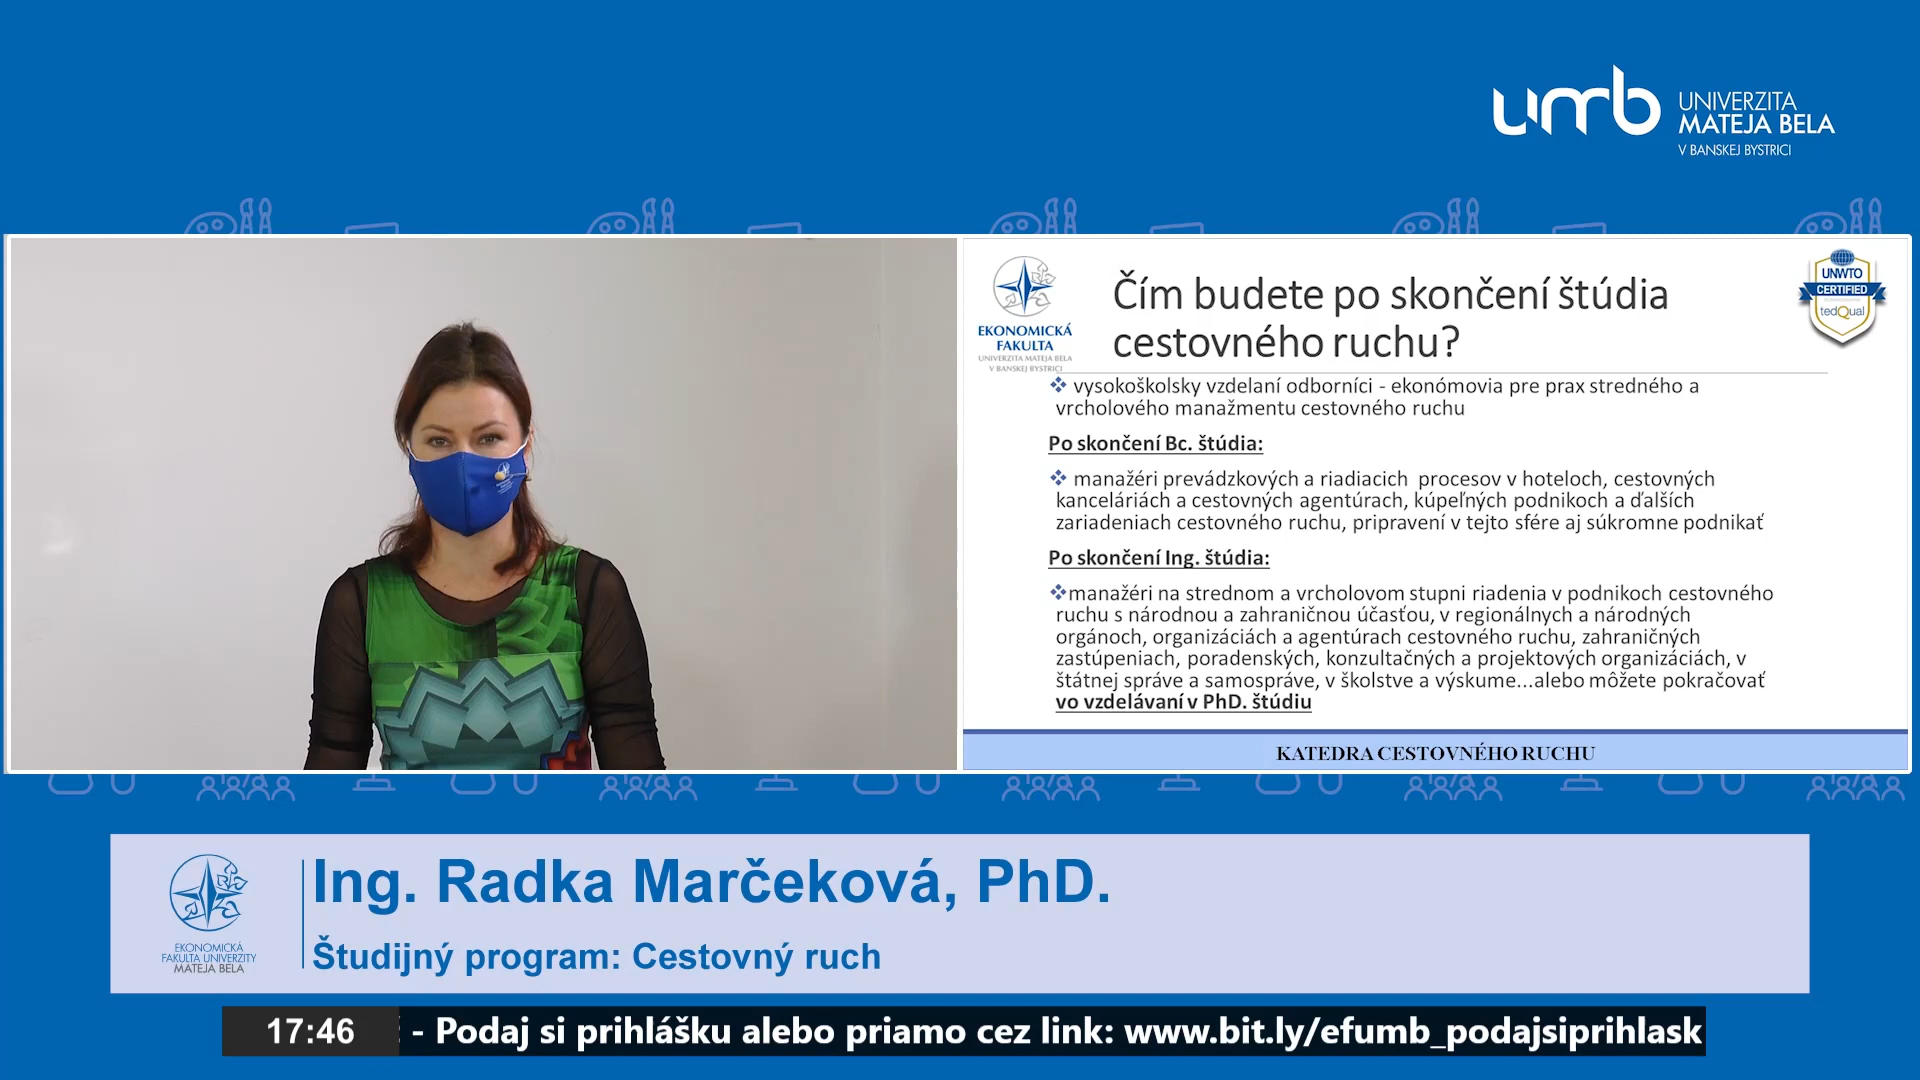 umb
UNIVERZITA
MATEJA BELA
V BANSKEJ BYSTRICI
EKONOMICKÁ
FAKULTA
UNIVERZITA MATEJA BELA
V BANSKEJ BYSTRICI
Čím budete po skončení štúdia
cestovného ruchu?
UNWTO
CERTIFIED
tedQual
❖ vysokoškolsky vzdelaní odborníci - ekonómovia pre prax stredného a
vrcholového manažmentu cestovného ruchu
Po skončení Bc. štúdia:
❖ manažéri prevádzkových a riadiacich procesov v hoteloch, cestovných
kanceláriách a cestovných agentúrach, kúpeľných podnikoch a ďalších
zariadeniach cestovného ruchu, pripravení v tejto sfére aj súkromne podnikať
Po skončení Ing. štúdia:
❖manažéri na strednom a vrcholovom stupni riadenia v podnikoch cestovného
ruchu s národnou a zahraničnou účasťou, v regionálnych a národných
orgánoch, organizáciách a agentúrach cestovného ruchu, zahraničných
zastúpeniach, poradenských, konzultačných a projektových organizáciách, v
štátnej správe a samospráve, v školstve a výskume...alebo môžete pokračovať
vo vzdelávaní v PhD. štúdiu
KATEDRA CESTOVNÉHO RUCHU
EKONOMICKÁ
FAKULTA UNIVERZITY
MATEJA BELA
Ing. Radka Marčeková, PhD.
Študijný program: Cestovný ruch
17:46
- Podaj si prihlášku alebo priamo cez link: www.bit.ly/efumb_podajsiprihlask